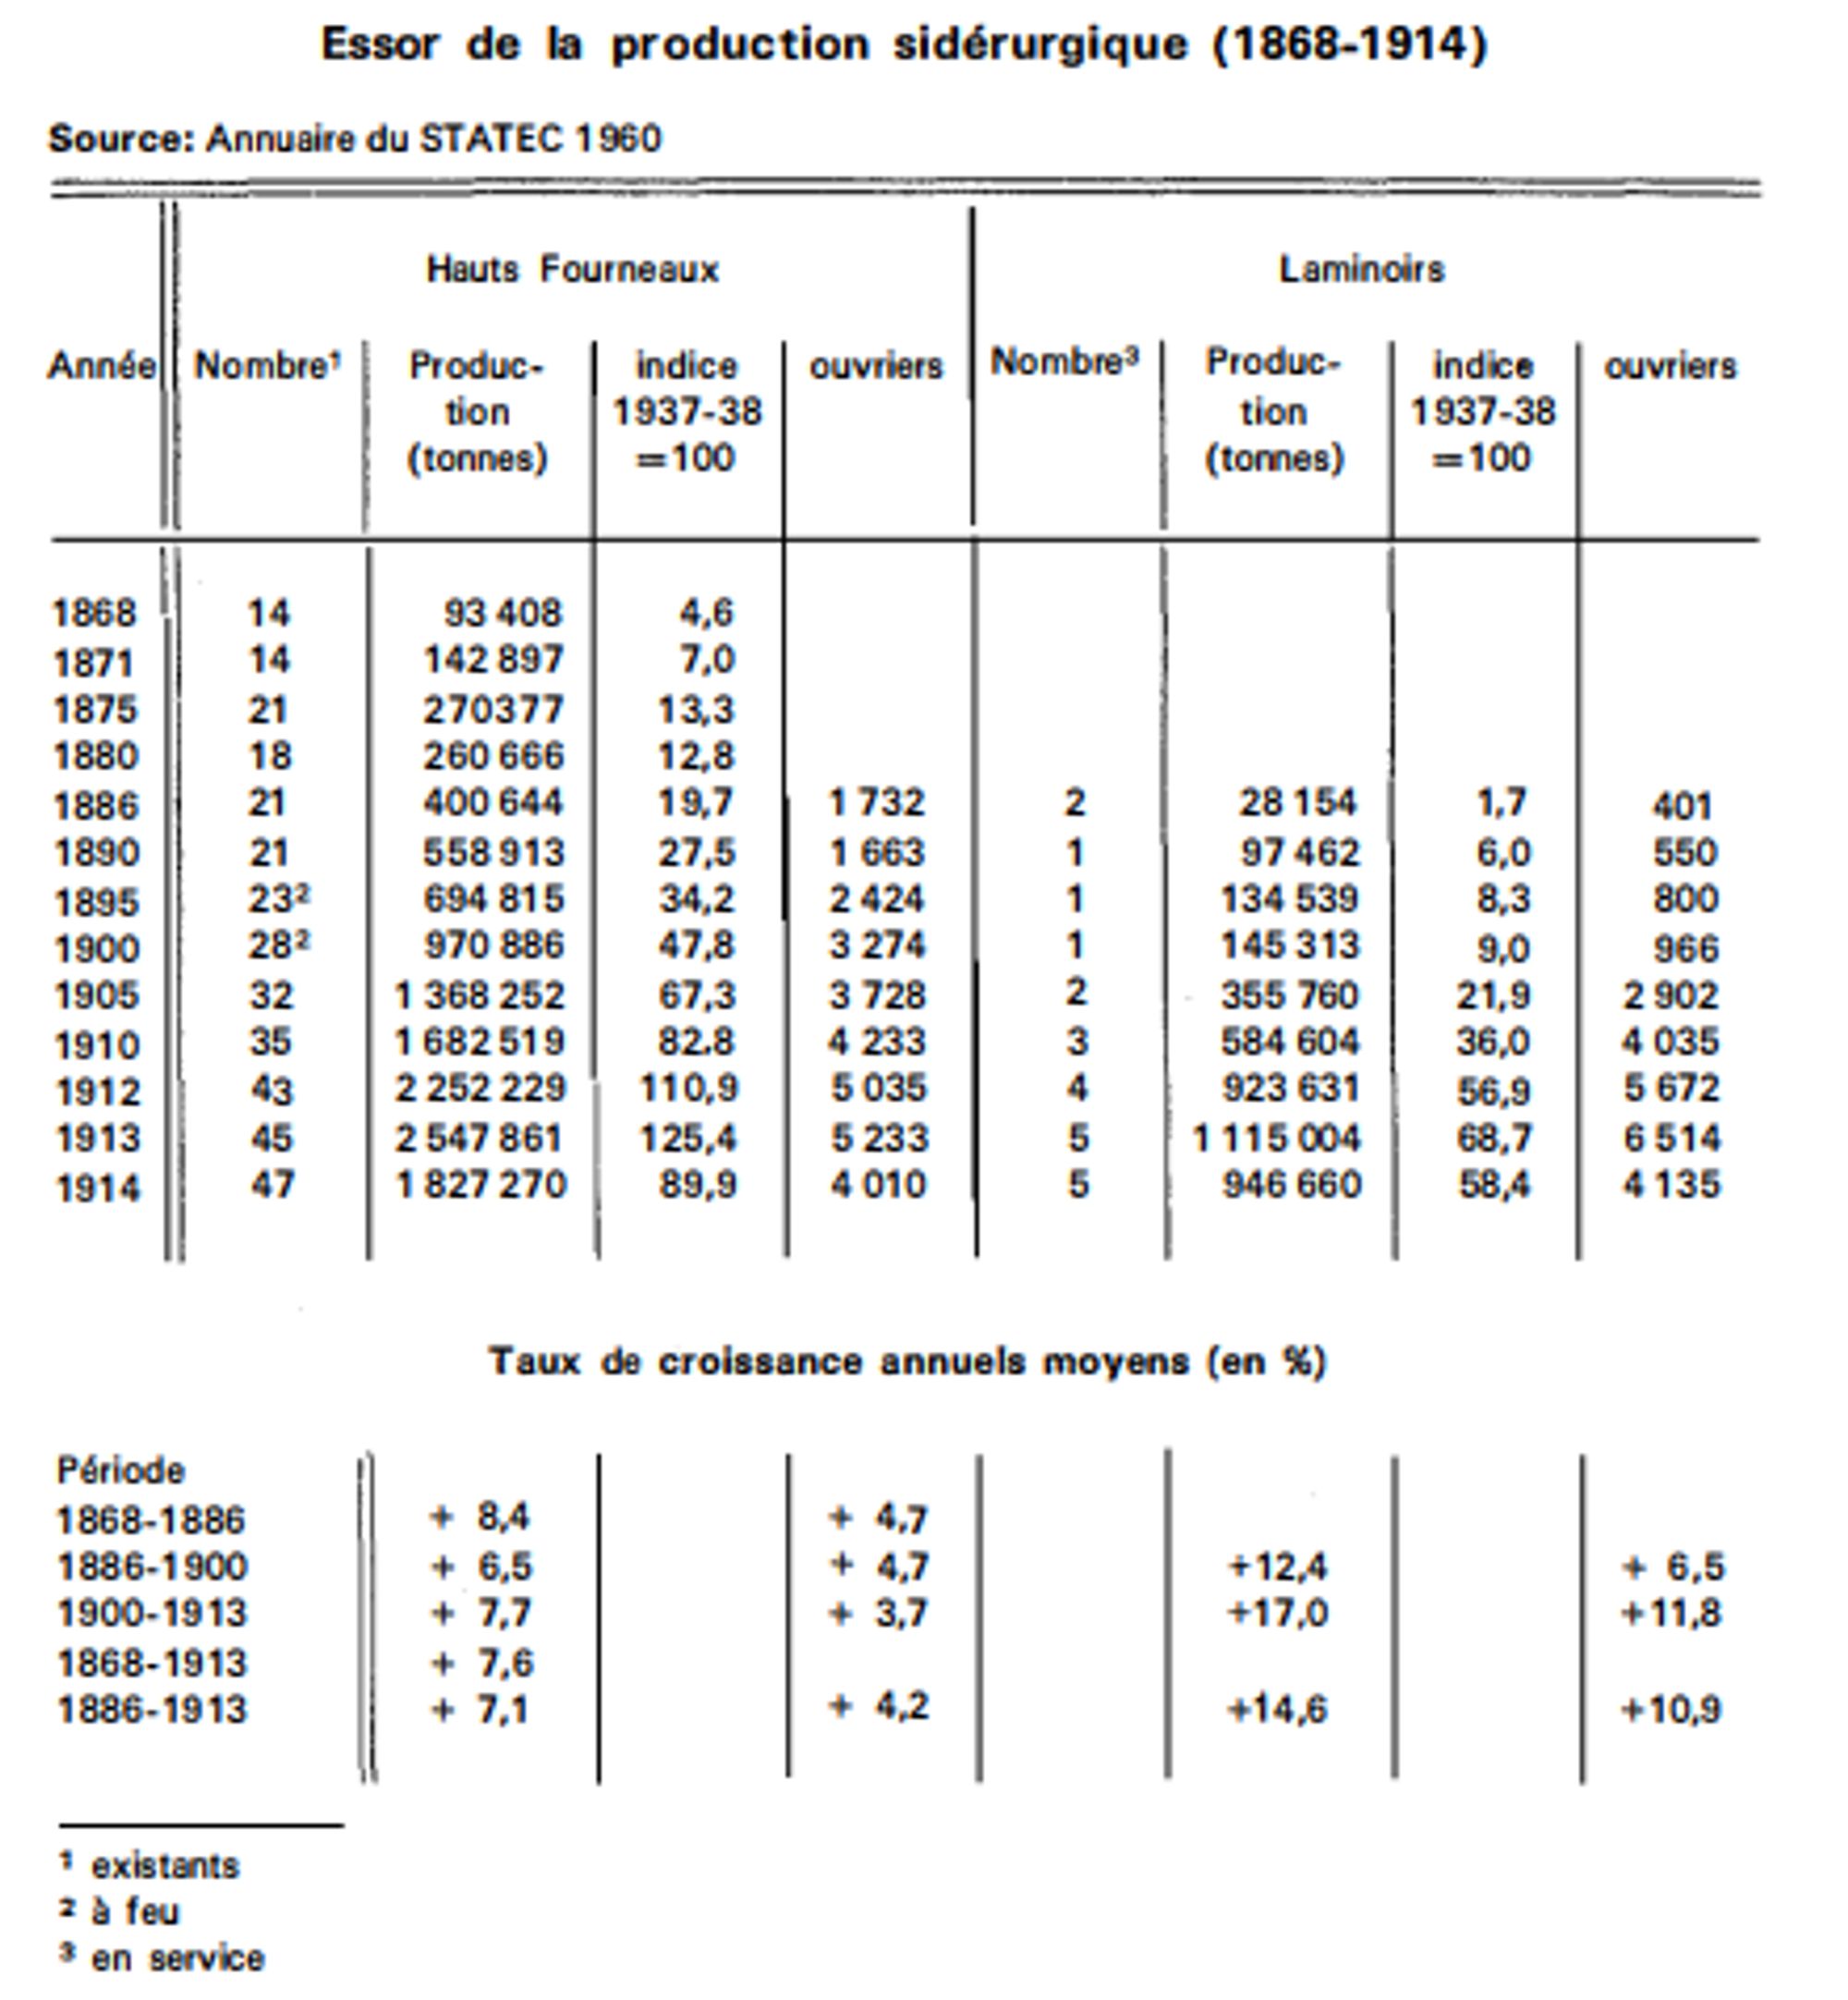 Essor de la production sidérurgique (1868-1914)
Source: Annuaire du STATEC 1960
Hauts Fourneaux Laminoirs
Année Nombre¹ Produc- indice ouvriers Nombre³ Produc- indice ouvriers
tion 1937-38 tion 1937-38
(tonnes) =100 (tonnes) =100
1868 14 93 408 4,6
1871 14 142 897 7,0
1875 21 270377 13,3
1880 18 260 666 12,8
1886 21 400 644 19,7 1 732 2 28 154 1,7 401
1890 21 558 913 27,5 1 663 1 97 462 6,0 550
1895 23² 694 815 34,2 2 424 1 134 539 8,3 800
1900 28² 970 886 47,8 3 274 1 145 313 9,0 966
1905 32 1 368 252 67,3 3 728 2 355 760 21,9 2 902
1910 35 1 682 519 82.8 4 233 3 584 604 36,0 4 035
1912 43 2 252 229 110,9 5 035 4 923 631 56,9 5 672
1913 45 2 547 861 125,4 5 233 5 1 115 004 68,7 6 514
1914 47 1 827 270 89,9 4 010 5 946 660 58,4 4 135
Taux de croissance annuels moyens (en %)
Période
1868-1886 + 8,4 + 4,7
1886-1900 + 6,5 + 4,7 +12,4 + 6,5
1900-1913 + 7,7 + 3,7 +17,0 +11,8
1868-1913 + 7,6
1886-1913 + 7,1 + 4,2 +14,6 +10,9
¹ existants
² à feu
³ en service